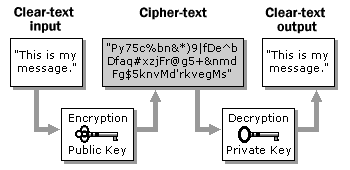 Clear-text input
Cipher-text
Clear-text output
"This is my
message."
"Py75c%bn&*)9|fDe^b
Dfaq#xzjFr@g5+&nmd
Fg$5knvMd'rkvegMs"
"This is my
message."
Encryption
Public Key
Decryption
Private Key